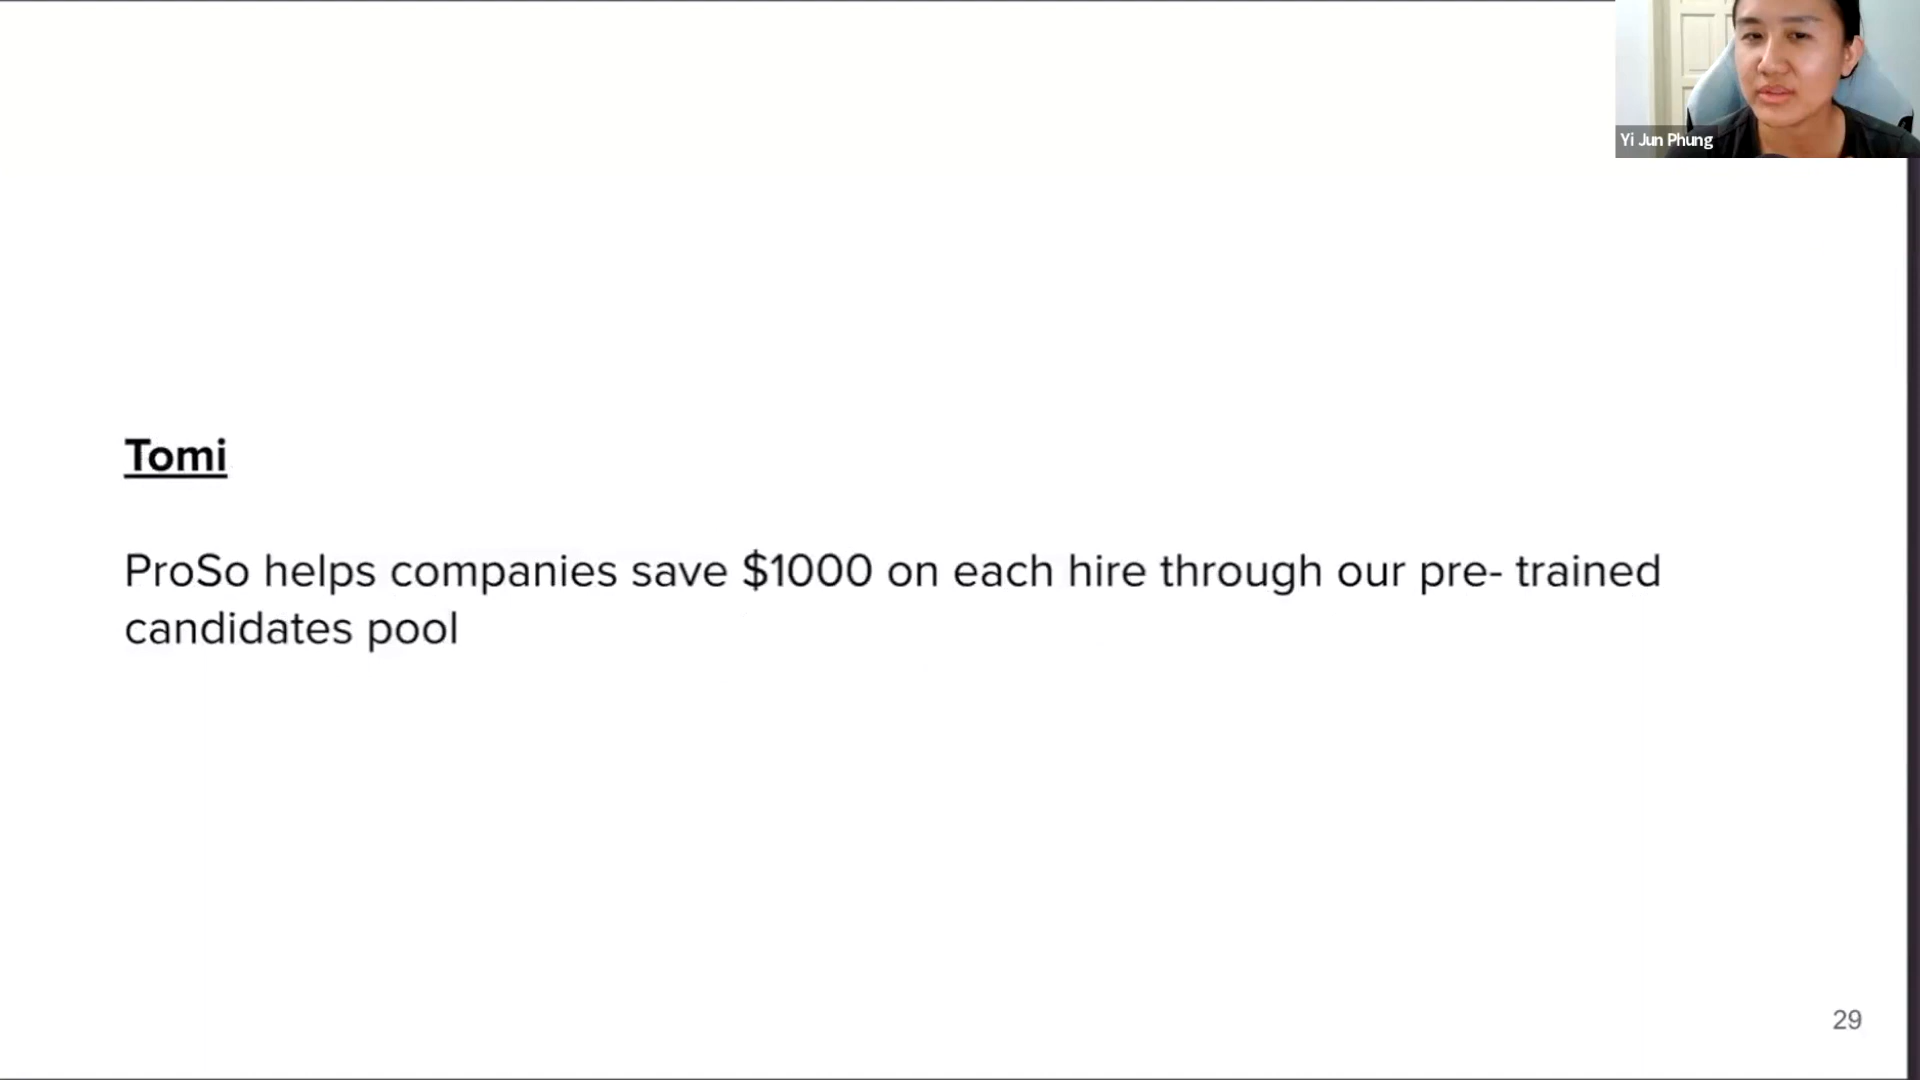 Yi Jun Phung
Tomi
ProSo helps companies save $1000 on each hire through our pre- trained
candidates pool
29